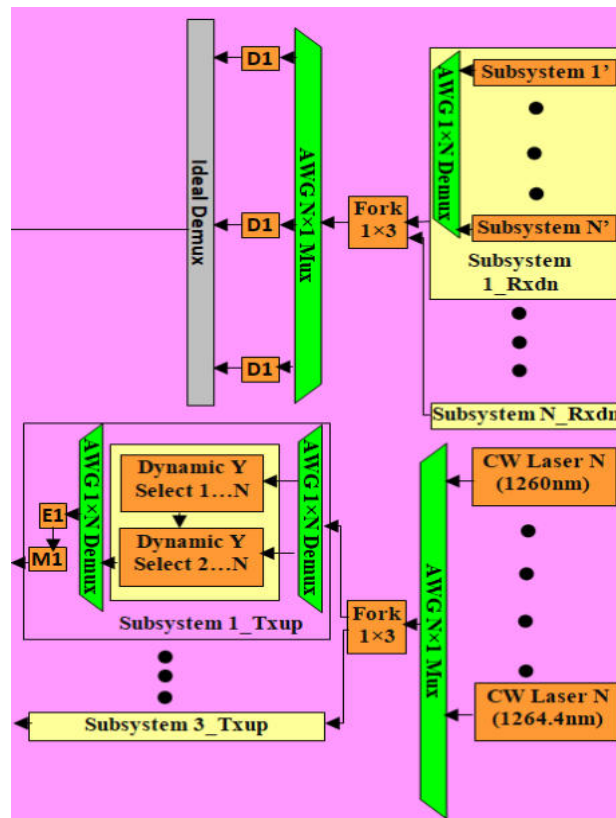 D1
Subsystem 1'
AWG 1×N Demux
Ideal Demux
AWG N×1 Mux
Fork
1×3
D1
Subsystem N'
Subsystem
1_Rxdn
D1
Subsystem N_Rxdn
AWG 1×N Demux
Dynamic Y
Select 1...N
AWG 1×N Demux
E1
M1
Dynamic Y
Select 2...N
Subsystem 1_Txup
Fork
1×3
AWG N×1 Mux
CW Laser N
(1260nm)
CW Laser N
(1264.4nm)
Subsystem 3_Txup